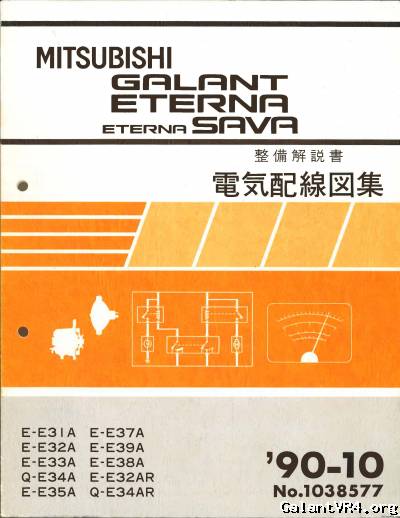 MITSUBISHI
GALANT
ETERNA
ETERNA SAVA
整備解説書
電気配線図集
E-E31A E-E37A
E-E32A E-E39A
E-E33A E-E38A
Q-E34A E-E32AR
E-E35A Q-E34AR
'90-10
No.1038577
GalantVR4.org